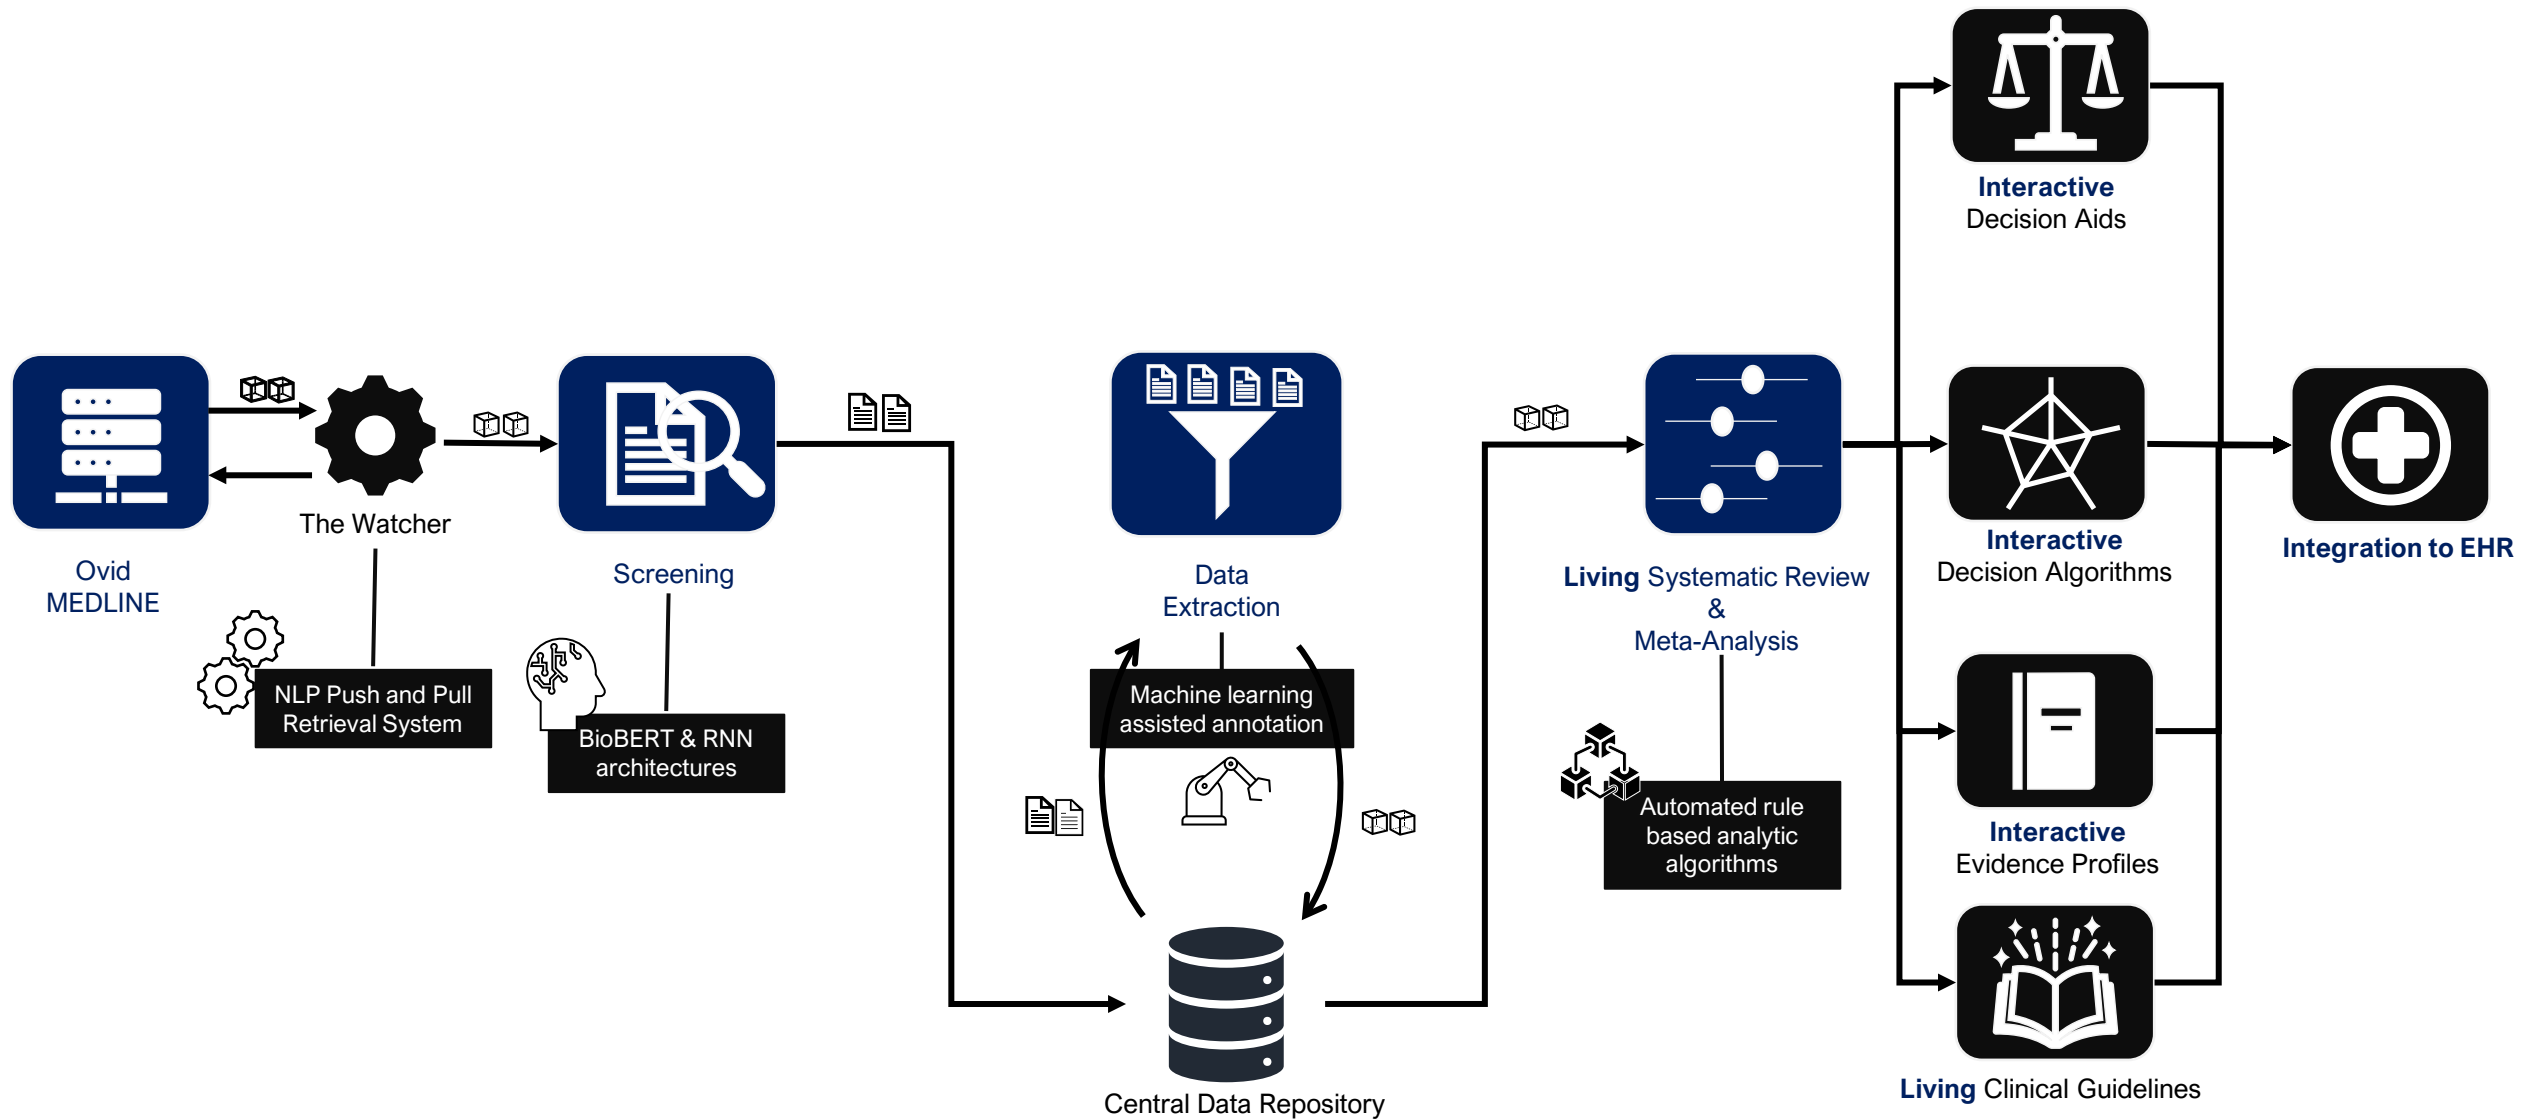 Ovid
MEDLINE
The Watcher
NLP Push and Pull
Retrieval System
Screening
BioBERT & RNN
architectures
Data
Extraction
Machine learning
assisted annotation
Central Data Repository
Living Systematic Review
&
Meta-Analysis
Automated rule
based analytic
algorithms
Interactive
Decision Aids
Interactive
Decision Algorithms
Interactive
Evidence Profiles
Living Clinical Guidelines
Integration to EHR